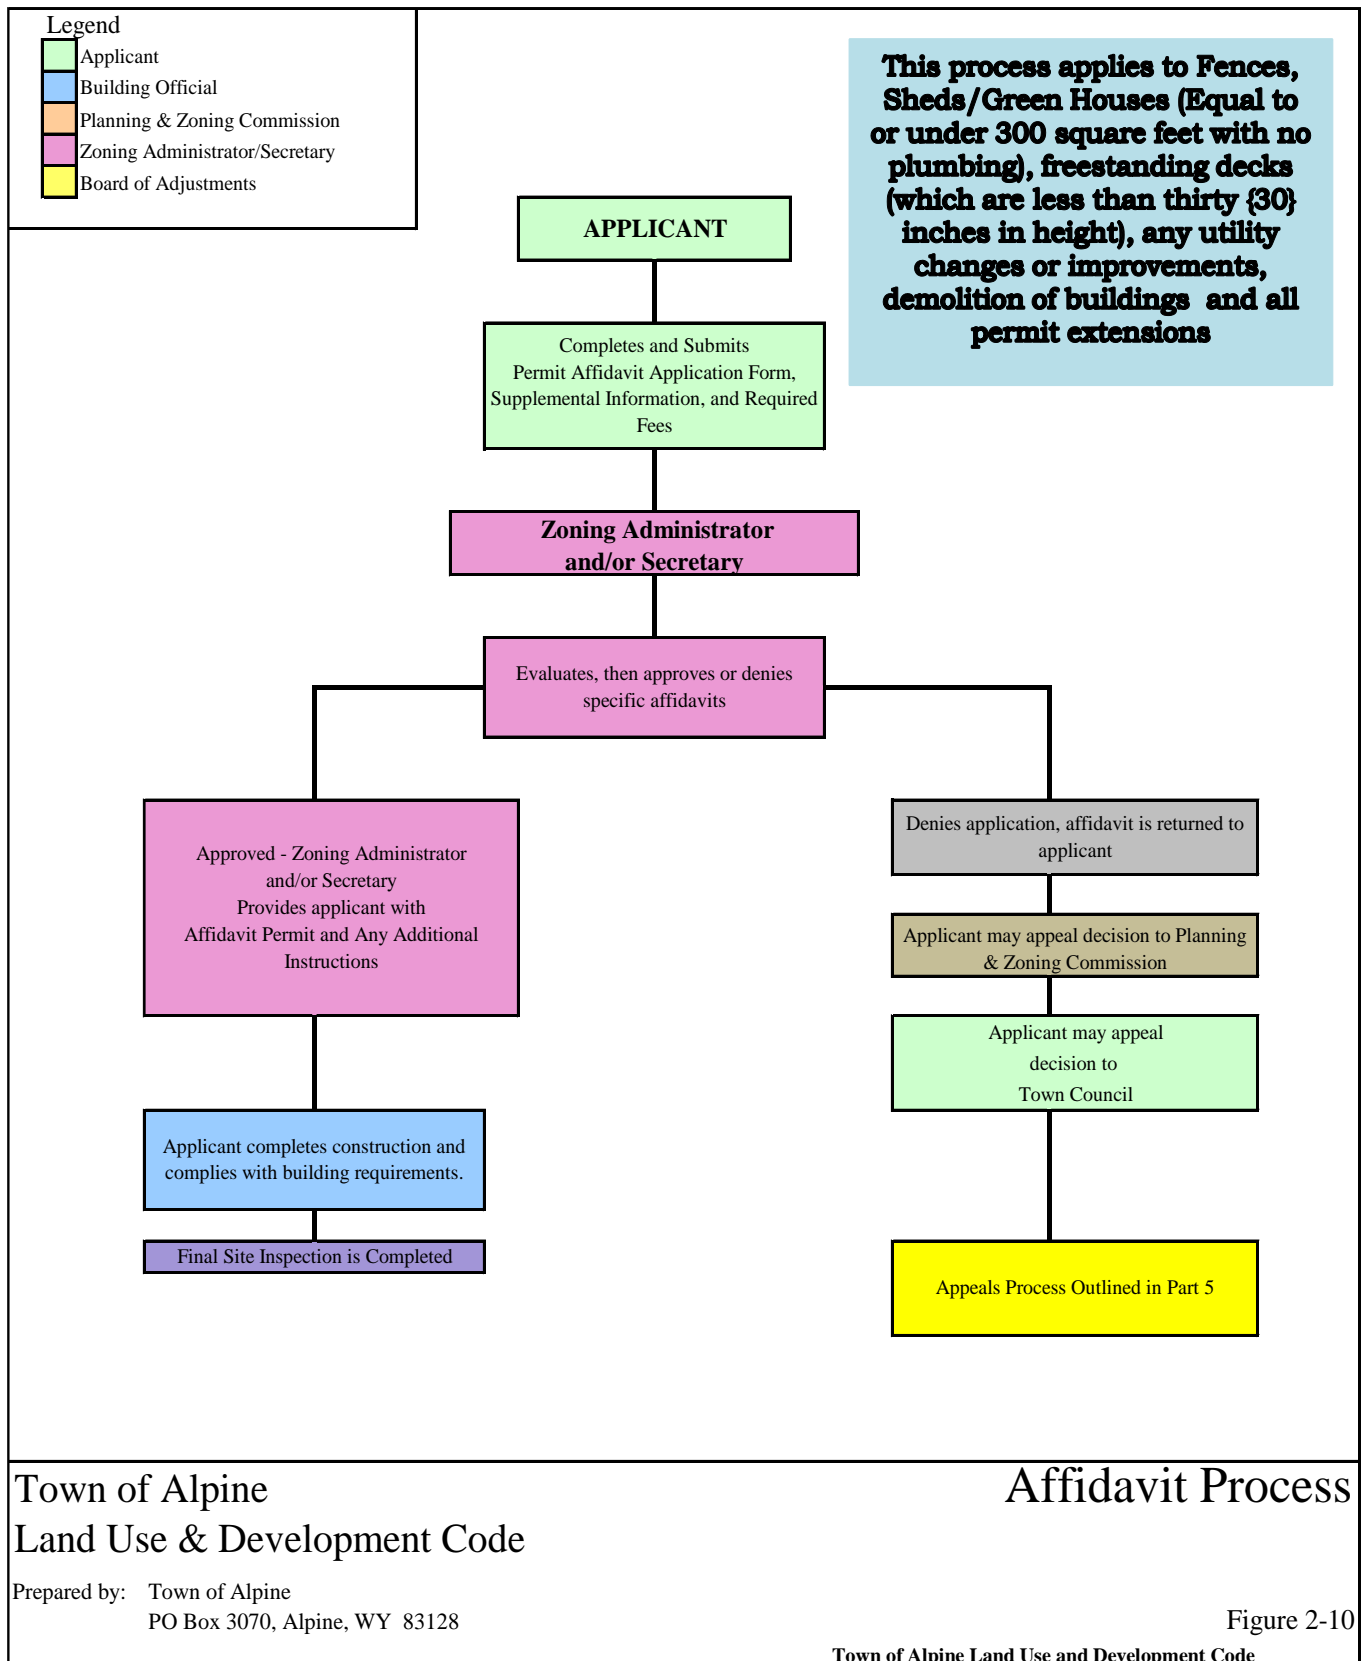 Legend
Applicant
Building Official
Planning & Zoning Commission
Zoning Administrator/Secretary
Board of Adjustments
This process applies to Fences,
Sheds/Green Houses (Equal to
or under 300 square feet with no
plumbing), freestanding decks
(which are less than thirty {30}
inches in height), any utility
changes or improvements,
demolition of buildings and all
permit extensions
APPLICANT
Completes and Submits
Permit Affidavit Application Form,
Supplemental Information, and Required
Fees
Zoning Administrator
and/or Secretary
Evaluates, then approves or denies
specific affidavits
Approved - Zoning Administrator
and/or Secretary
Provides applicant with
Affidavit Permit and Any Additional
Instructions
Applicant completes construction and
complies with building requirements.
Final Site Inspection is Completed
Denies application, affidavit is returned to
applicant
Applicant may appeal decision to Planning
& Zoning Commission
Applicant may appeal
decision to
Town Council
Appeals Process Outlined in Part 5
Town of Alpine
Land Use & Development Code
Affidavit Process
Prepared by: Town of Alpine
PO Box 3070, Alpine, WY 83128
Figure 2-10
Town of Alpine Land Use and Development Code